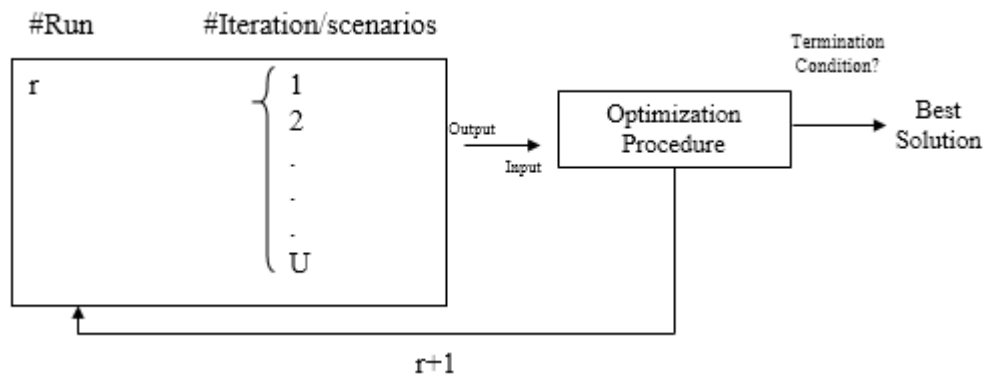 #Run #Iteration/scenarios
r
1
2
.
.
.
U
Output
Input
Optimization
Procedure
Termination
Condition?
Best
Solution
r+1